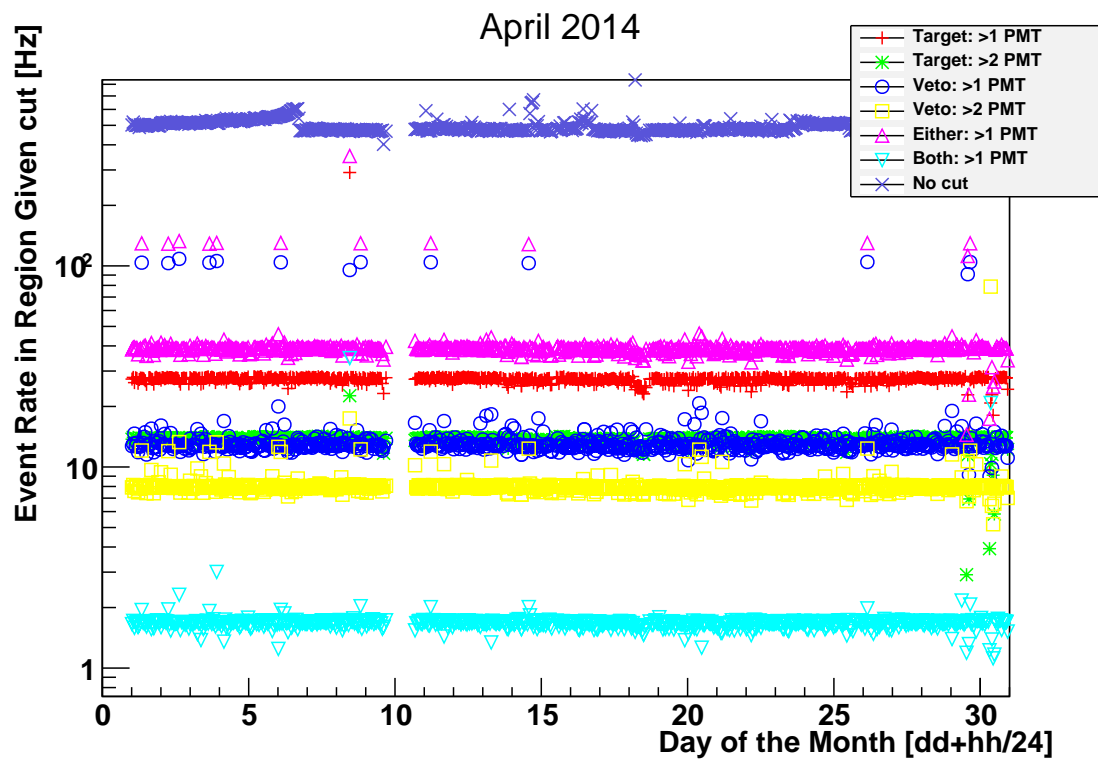 April 2014
Event Rate in Region Given cut [Hz]
Target: >1 PMT
Target: >2 PMT
Veto: >1 PMT
Veto: >2 PMT
Either: >1 PMT
Both: >1 PMT
No cut
10²
10
1
0 5 10 15 20 25 30
Day of the Month [dd+hh/24]